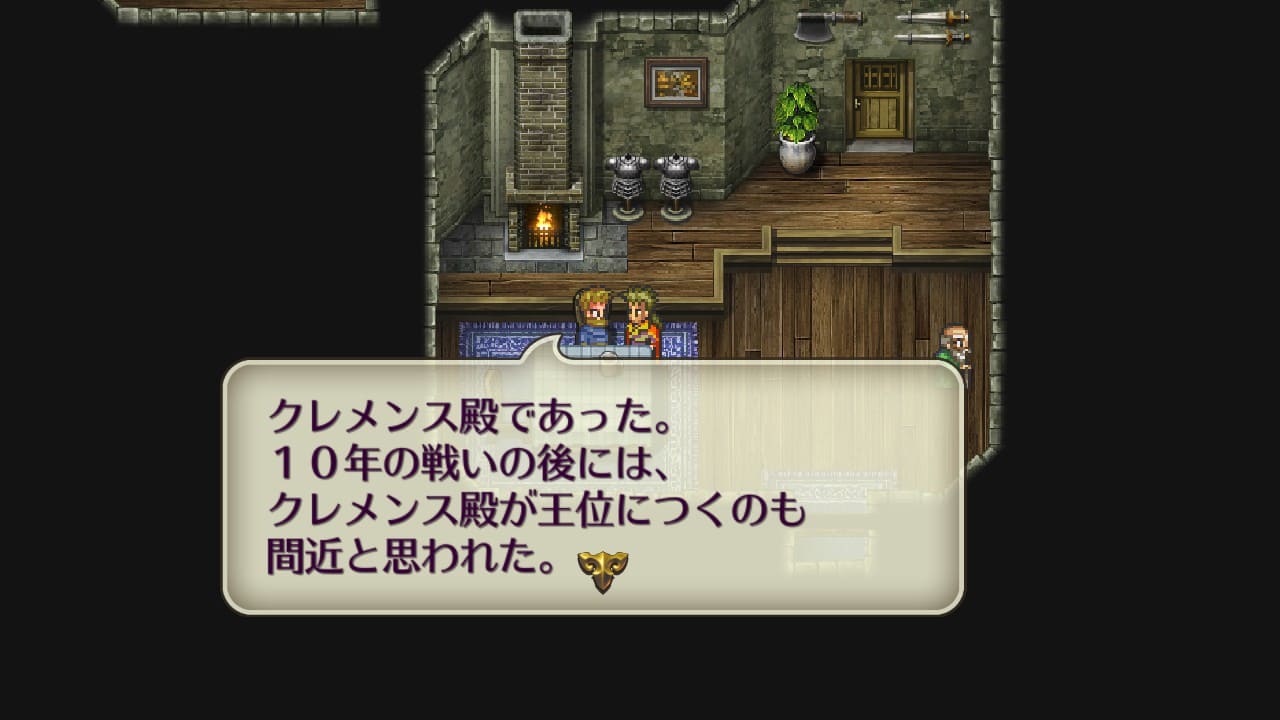 クレメンス殿であった。
１０年の戦いの後には、
クレメンス殿が王位につくのも
間近と思われた。